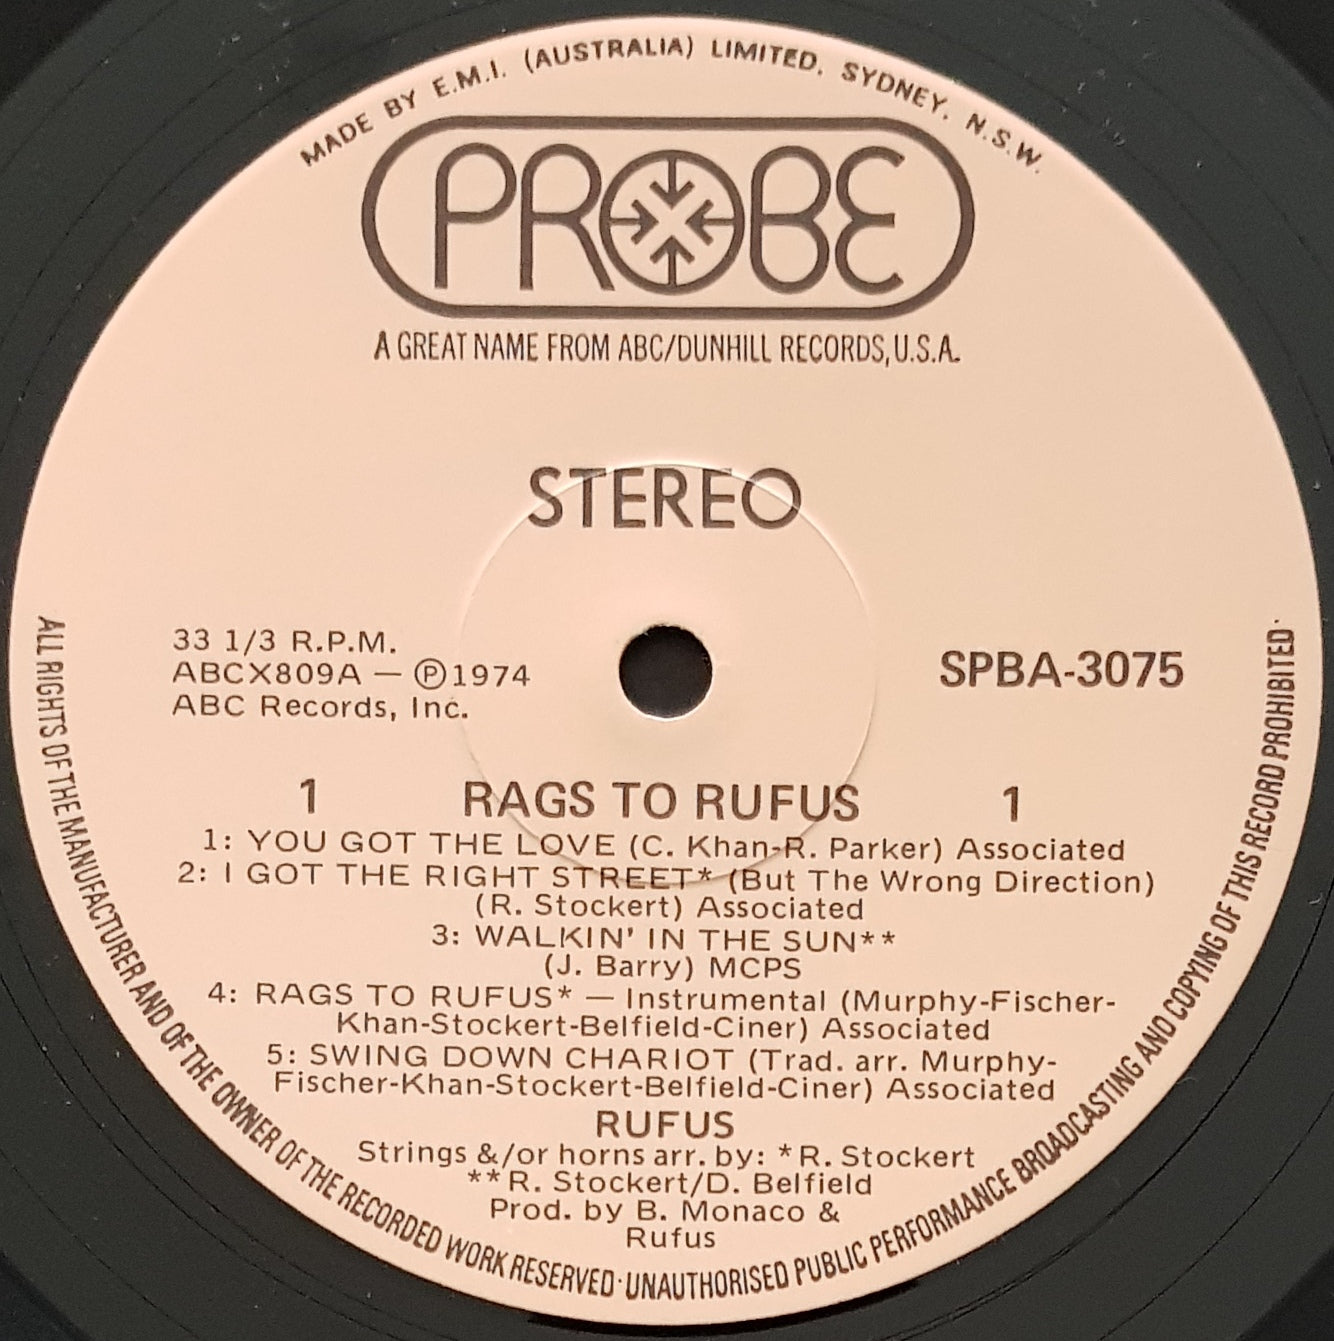 MADE BY E.M.I. (AUSTRALIA) LIMITED, SYDNEY, N.S.W.
PROBE
A GREAT NAME FROM ABC/DUNHILL RECORDS, U.S.A.
STEREO
33 1/3 R.P.M.
ABCX809A — ℗1974
ABC Records, Inc.
SPBA-3075
1 RAGS TO RUFUS 1
1: YOU GOT THE LOVE (C. Khan-R. Parker) Associated
2: I GOT THE RIGHT STREET* (But The Wrong Direction)
(R. Stockert) Associated
3: WALKIN' IN THE SUN**
(J. Barry) MCPS
4: RAGS TO RUFUS* — Instrumental (Murphy-Fischer-
Khan-Stockert-Belfield-Ciner) Associated
5: SWING DOWN CHARIOT (Trad. arr. Murphy-
Fischer-Khan-Stockert-Belfield-Ciner) Associated
RUFUS
Strings &/or horns arr. by: *R. Stockert
**R. Stockert/D. Belfield
Prod. by B. Monaco &
Rufus
ALL RIGHTS OF THE MANUFACTURER AND OF THE OWNER OF THE RECORDED WORK RESERVED · UNAUTHORISED PUBLIC PERFORMANCE BROADCASTING AND COPYING OF THIS RECORD PROHIBITED ·